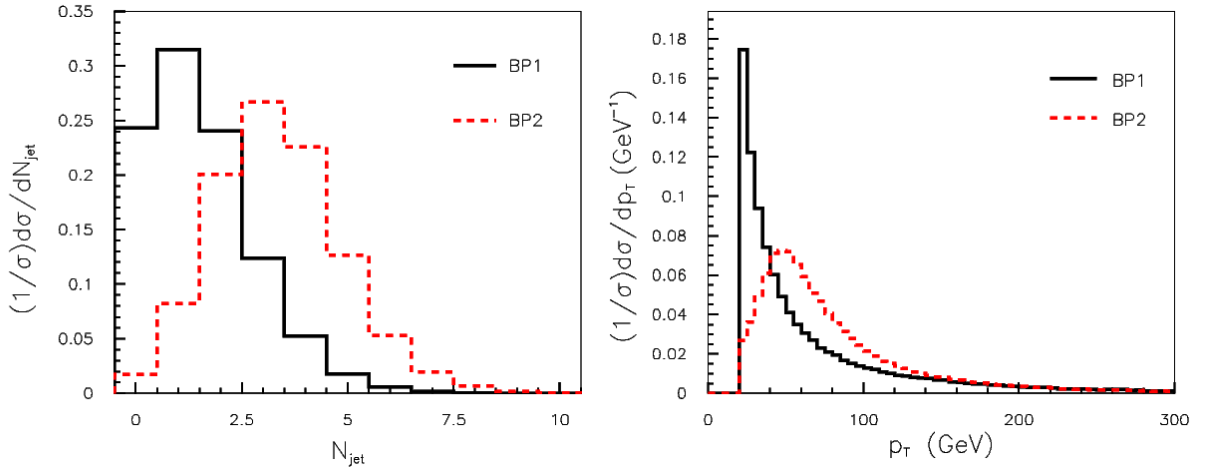 0.35
0.3
0.25
0.2
0.15
0.1
0.05
0
(1/σ)dσ/dN_jet
BP1
BP2
0 2.5 5 7.5 10
N_jet
0.18
0.16
0.14
0.12
0.1
0.08
0.06
0.04
0.02
0
(1/σ)dσ/dp_T (GeV⁻¹)
BP1
BP2
0 100 200 300
p_T (GeV)